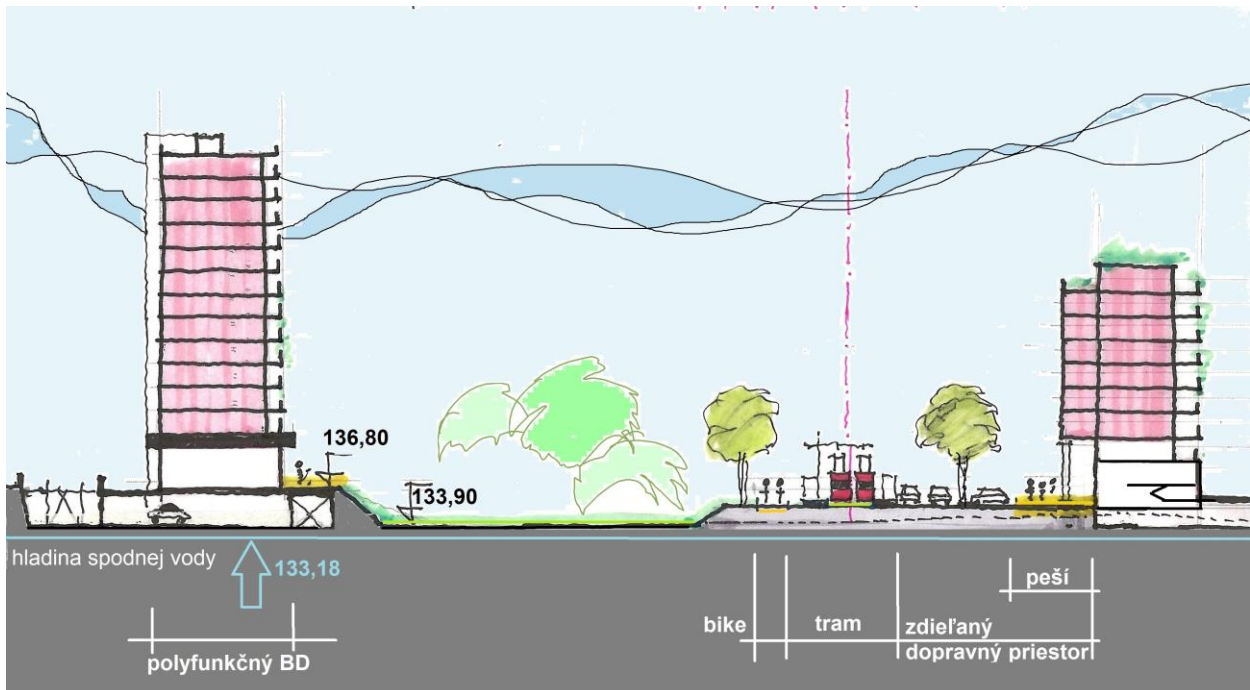 136,80
133,90
hladina spodnej vody
133,18
peší
bike
tram
zdieľaný
dopravný priestor
polyfunkčný BD